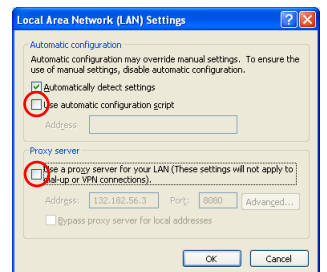 Local Area Network (LAN) Settings
Automatic configuration
Automatic configuration may override manual settings. To ensure the
use of manual settings, disable automatic configuration.
Automatically detect settings
Use automatic configuration script
Address
Proxy server
Use a proxy server for your LAN (These settings will not apply to
dial-up or VPN connections).
Address: 132.182.56.3 Port: 8080 Advanced...
Bypass proxy server for local addresses
OK Cancel